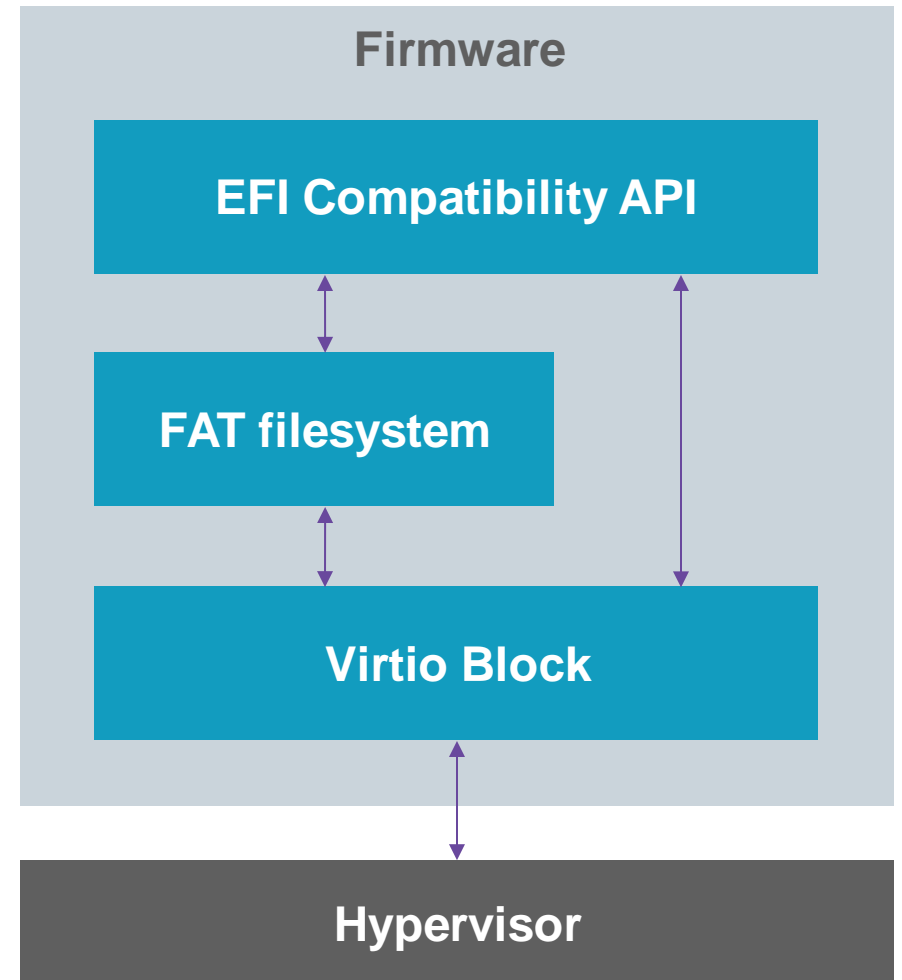 Firmware
EFI Compatibility API
FAT filesystem
Virtio Block
Hypervisor